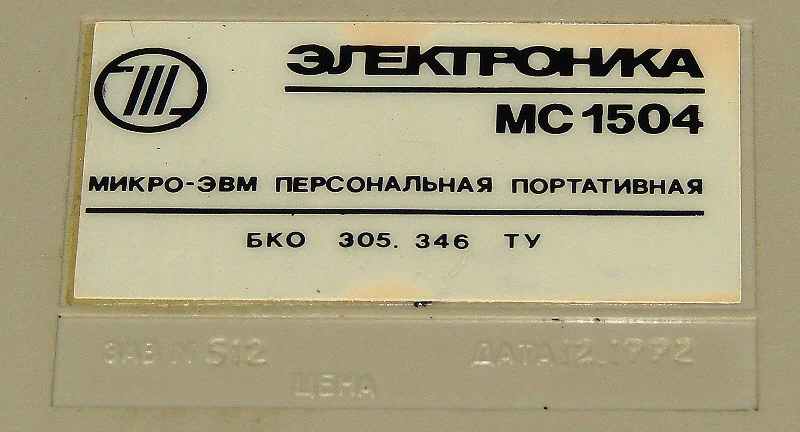 ЭЛЕКТРОНИКА
МС 1504
МИКРО-ЭВМ ПЕРСОНАЛЬНАЯ ПОРТАТИВНАЯ
БКО 305. 346 ТУ
ЗАВ N 512 ДАТА 12.1992
ЦЕНА